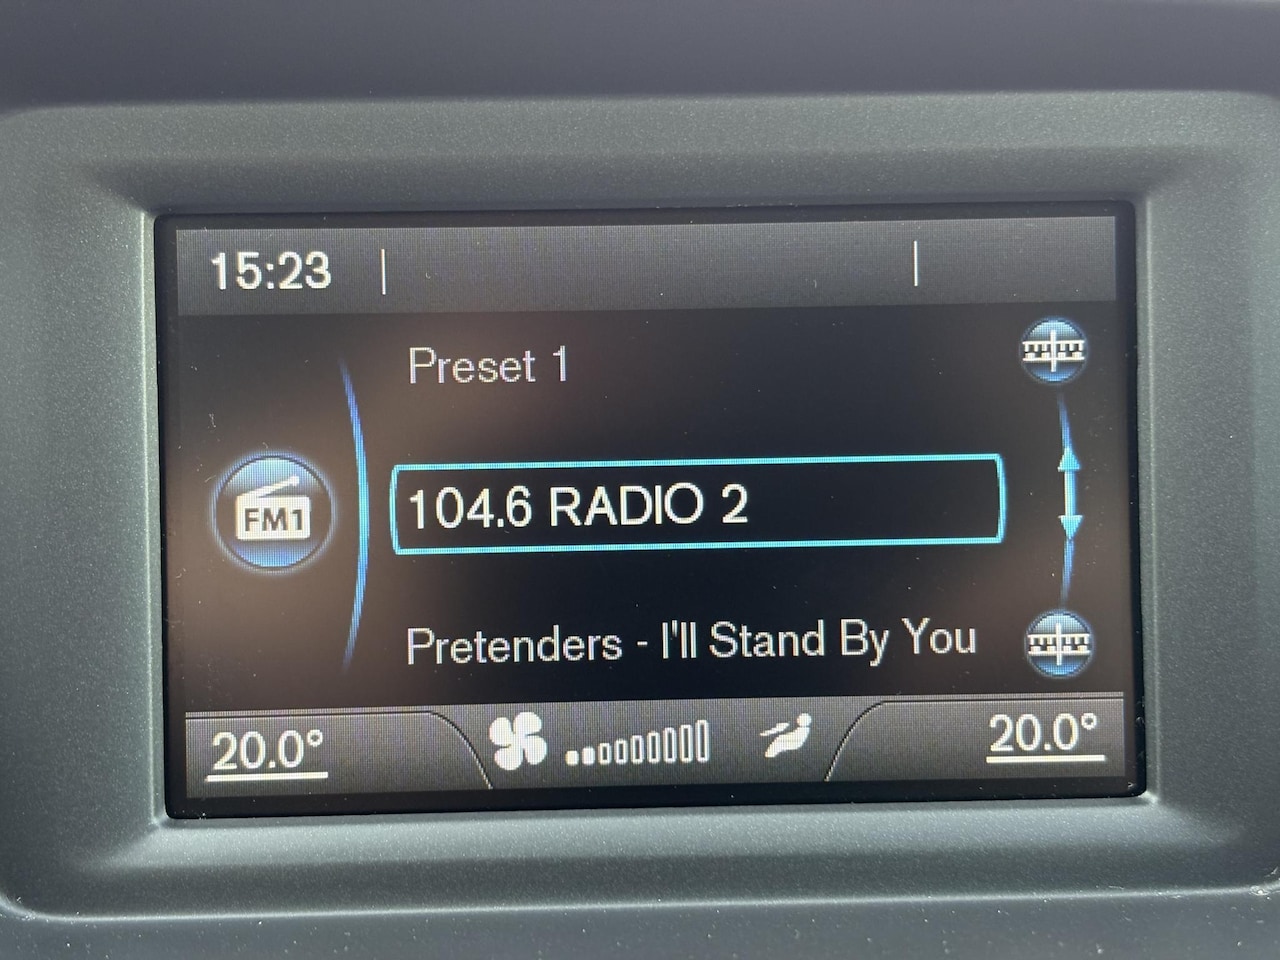 15:23
Preset 1
FM1
104.6 RADIO 2
Pretenders - I'll Stand By You
20.0°
20.0°